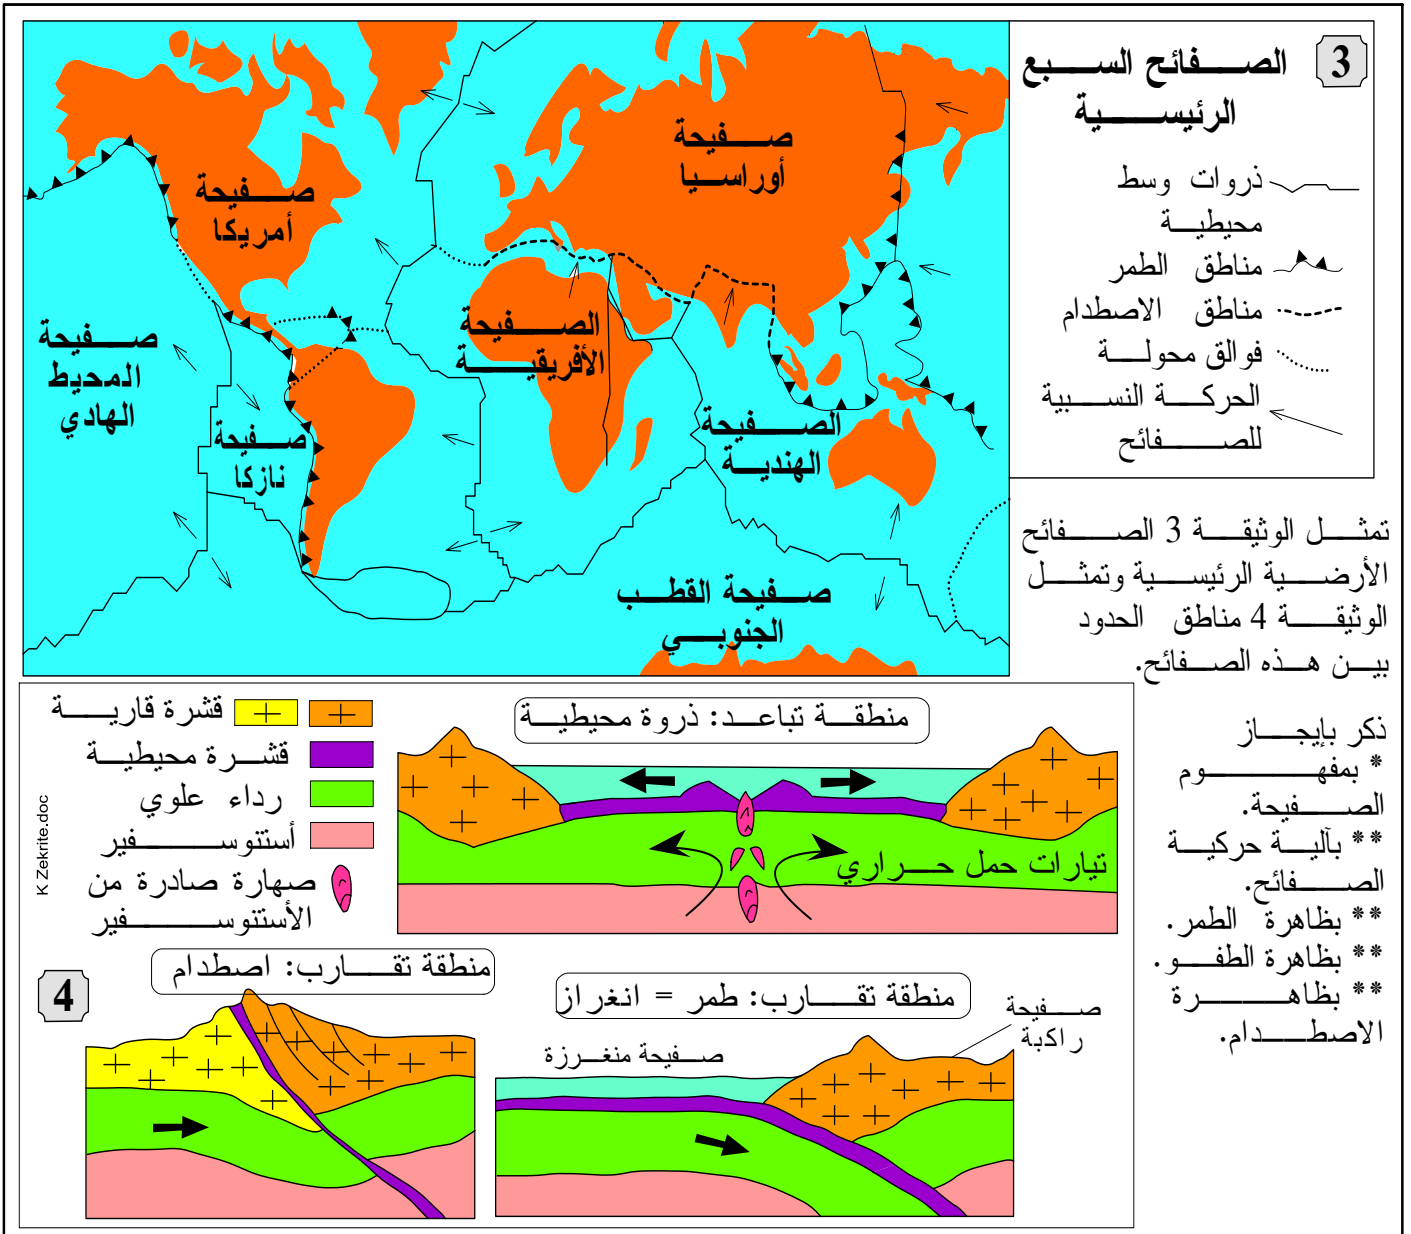 3
الصفائح السبع
الرئيسية
ذروات وسط
محيطية
مناطق الطمر
مناطق الاصطدام
فوالق محولة
الحركة النسبية
للصفائح
صفيحة
أمريكا
صفيحة
أوراسيا
صفيحة
المحيط
الهادي
الصفيحة
الأفريقية
صفيحة
نازكا
الصفيحة
الهندية
صفيحة القطب
الجنوبي
تمثل الوثيقة 3 الصفائح
الأرضية الرئيسية وتمثل
الوثيقة 4 مناطق الحدود
بين هذه الصفائح.
ذكر بإيجاز
* بمفهوم
الصفيحة.
** بآلية حركية
الصفائح.
** بظاهرة الطمر.
** بظاهرة الطفو.
** بظاهرة
الاصطدام.
قشرة قارية
قشرة محيطية
رداء علوي
أستنوسفير
صهارة صادرة من
الأستنوسفير
K Zekrite.doc
منطقة تباعد: ذروة محيطية
تيارات حمل حراري
4
منطقة تقارب: اصطدام
منطقة تقارب: طمر = انغراز
صفيحة
راكبة
صفيحة منغرزة